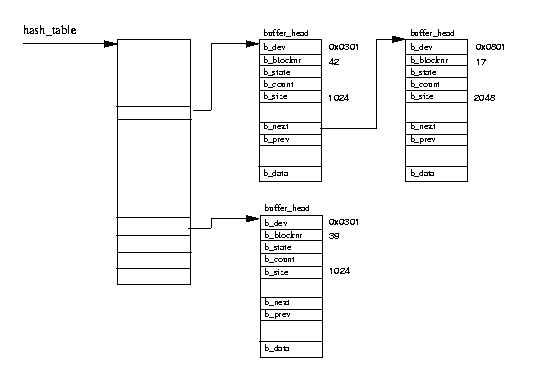 hash_table
buffer_head
b_dev 0x0301
b_blocknr 42
b_state
b_count
b_size 1024
b_next
b_prev
b_data
buffer_head
b_dev 0x0801
b_blocknr 17
b_state
b_count
b_size 2048
b_next
b_prev
b_data
buffer_head
b_dev 0x0301
b_blocknr 39
b_state
b_count
b_size 1024
b_next
b_prev
b_data